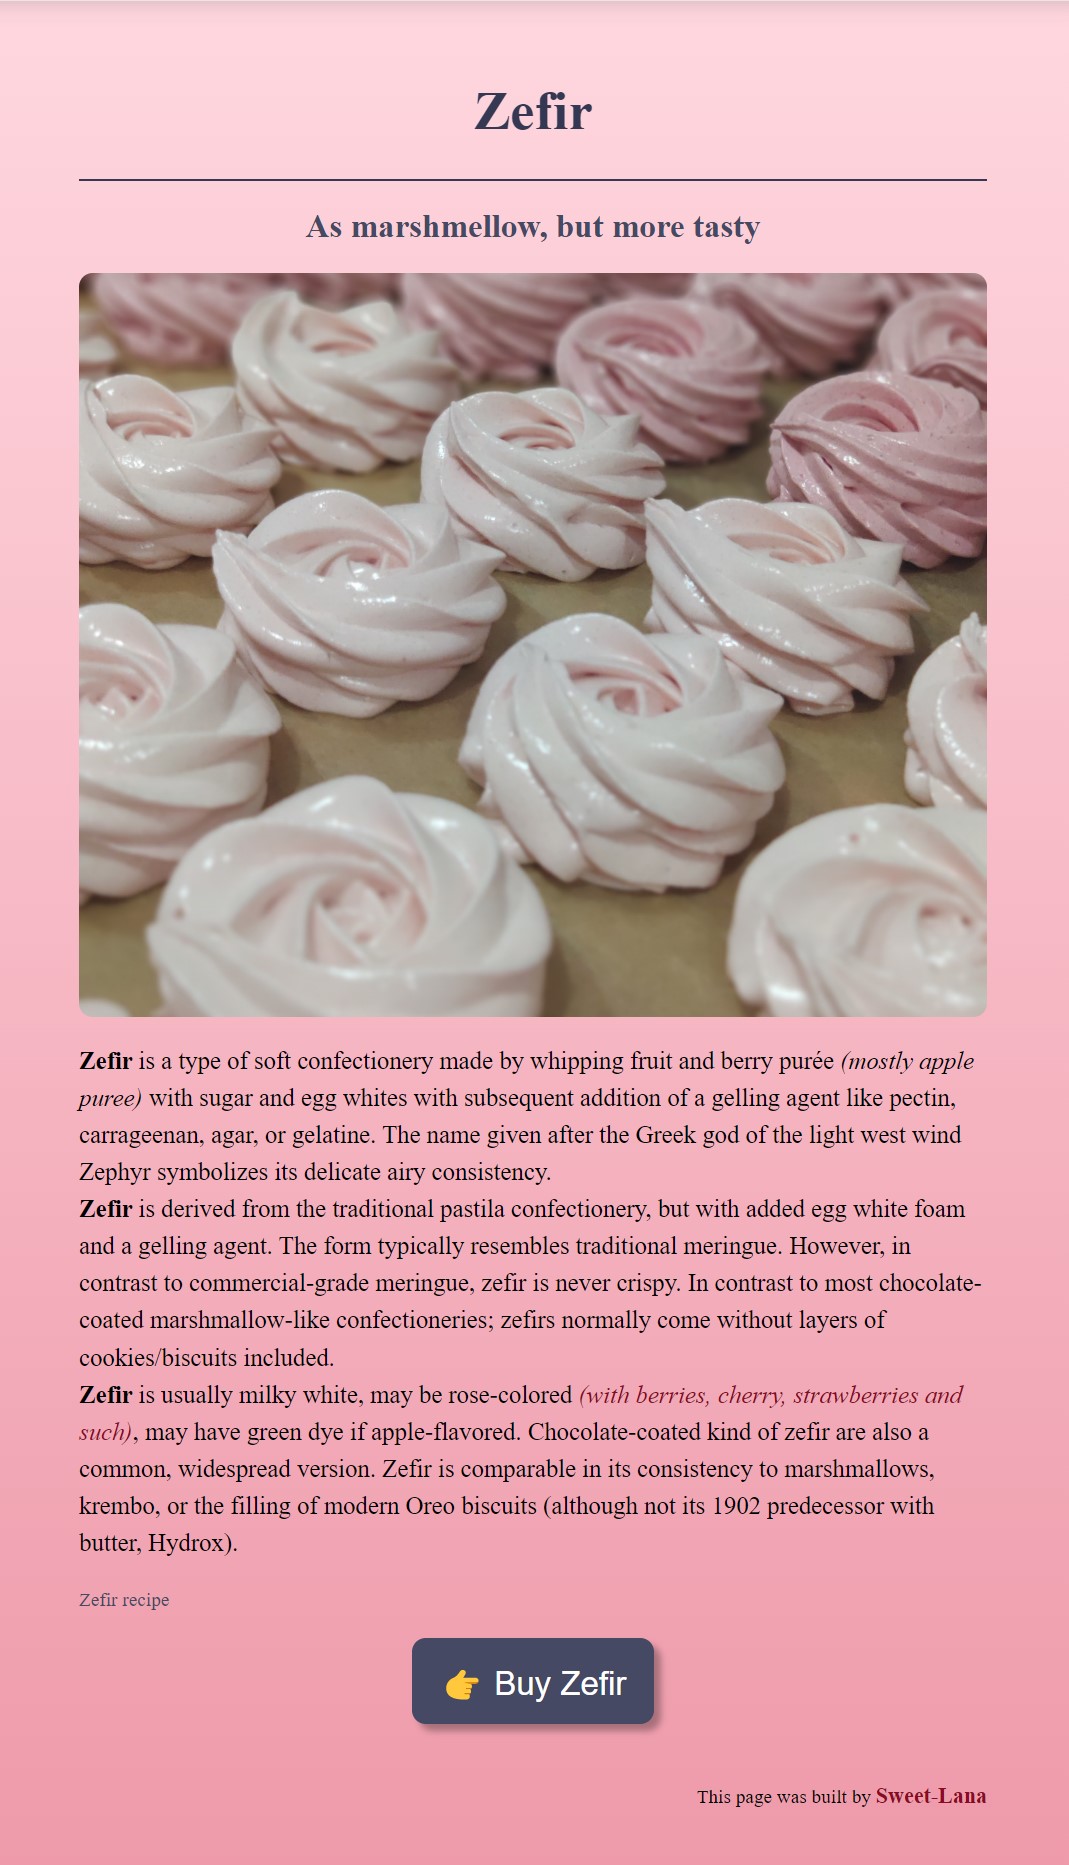 Zefir
As marshmellow, but more tasty
Zefir is a type of soft confectionery made by whipping fruit and berry purée (mostly apple
puree) with sugar and egg whites with subsequent addition of a gelling agent like pectin,
carrageenan, agar, or gelatine. The name given after the Greek god of the light west wind
Zephyr symbolizes its delicate airy consistency.
Zefir is derived from the traditional pastila confectionery, but with added egg white foam
and a gelling agent. The form typically resembles traditional meringue. However, in
contrast to commercial-grade meringue, zefir is never crispy. In contrast to most chocolate-
coated marshmallow-like confectioneries; zefirs normally come without layers of
cookies/biscuits included.
Zefir is usually milky white, may be rose-colored (with berries, cherry, strawberries and
such), may have green dye if apple-flavored. Chocolate-coated kind of zefir are also a
common, widespread version. Zefir is comparable in its consistency to marshmallows,
krembo, or the filling of modern Oreo biscuits (although not its 1902 predecessor with
butter, Hydrox).
Zefir recipe
👉 Buy Zefir
This page was built by Sweet-Lana